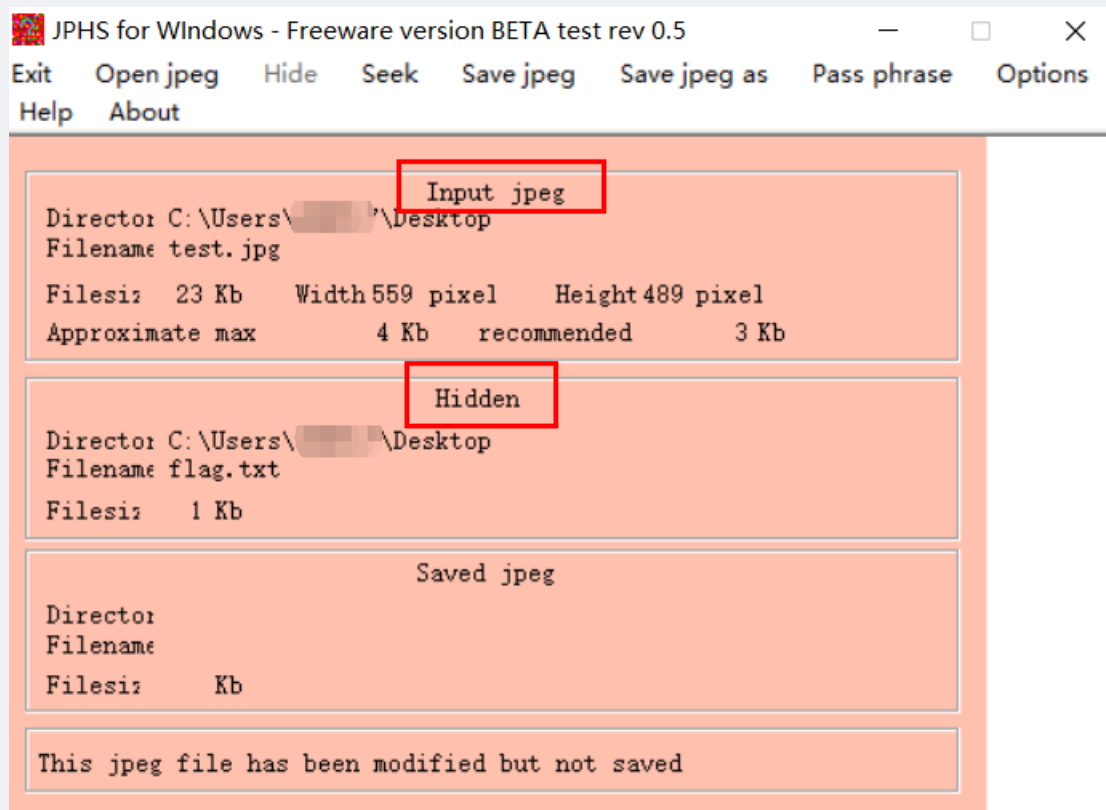 JPHS for WIndows - Freeware version BETA test rev 0.5
Exit Open jpeg Hide Seek Save jpeg Save jpeg as Pass phrase Options
Help About
Input jpeg
Director C:\Users\ '\Desktop
Filename test.jpg
Filesiz 23 Kb Width 559 pixel Height 489 pixel
Approximate max 4 Kb recommended 3 Kb
Hidden
Director C:\Users\ \Desktop
Filename flag.txt
Filesiz 1 Kb
Saved jpeg
Director
Filename
Filesiz Kb
This jpeg file has been modified but not saved